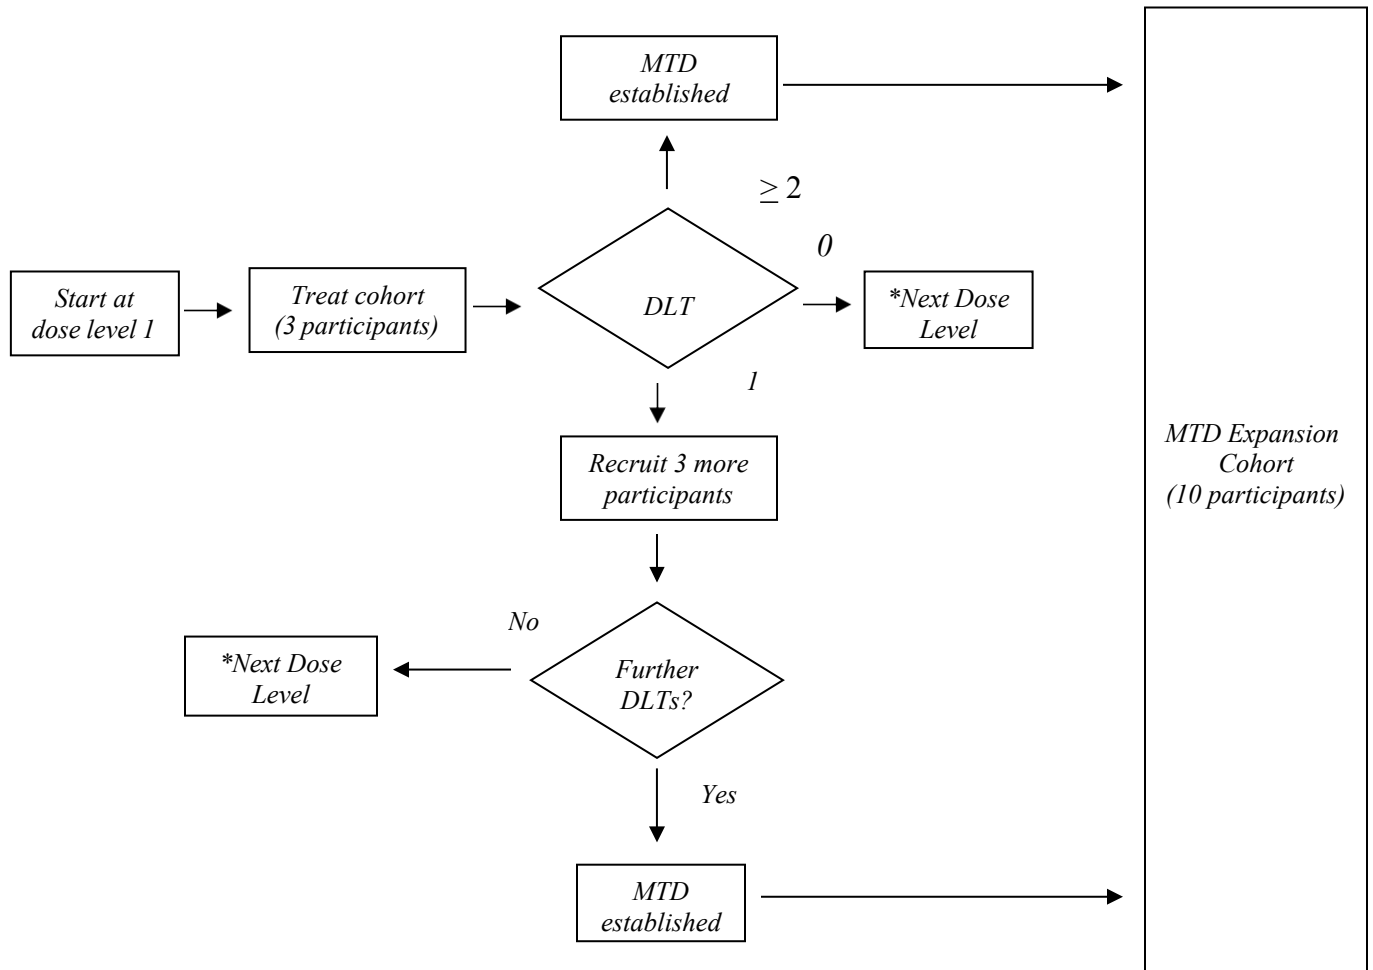 MTD
established
≥ 2
0
Start at
dose level 1
Treat cohort
(3 participants)
DLT
*Next Dose
Level
1
Recruit 3 more
participants
MTD Expansion
Cohort
(10 participants)
No
*Next Dose
Level
Further
DLTs?
Yes
MTD
established